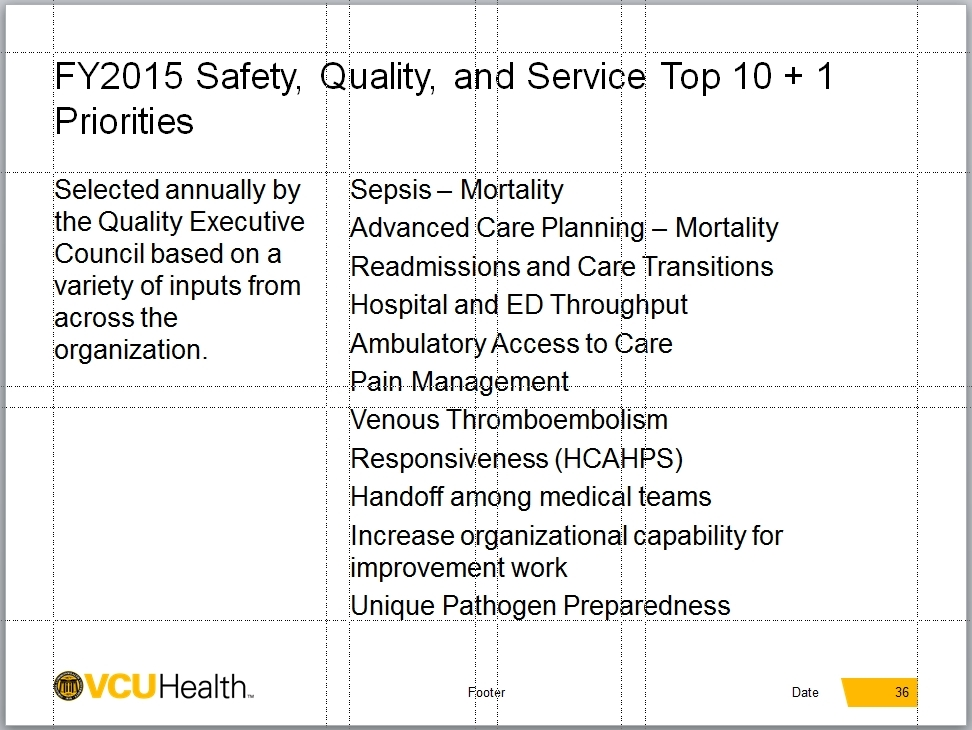 FY2015 Safety, Quality, and Service Top 10 + 1
Priorities
Selected annually by
the Quality Executive
Council based on a
variety of inputs from
across the
organization.
Sepsis – Mortality
Advanced Care Planning – Mortality
Readmissions and Care Transitions
Hospital and ED Throughput
Ambulatory Access to Care
Pain Management
Venous Thromboembolism
Responsiveness (HCAHPS)
Handoff among medical teams
Increase organizational capability for
improvement work
Unique Pathogen Preparedness
VCUHealth™
Footer
Date
36